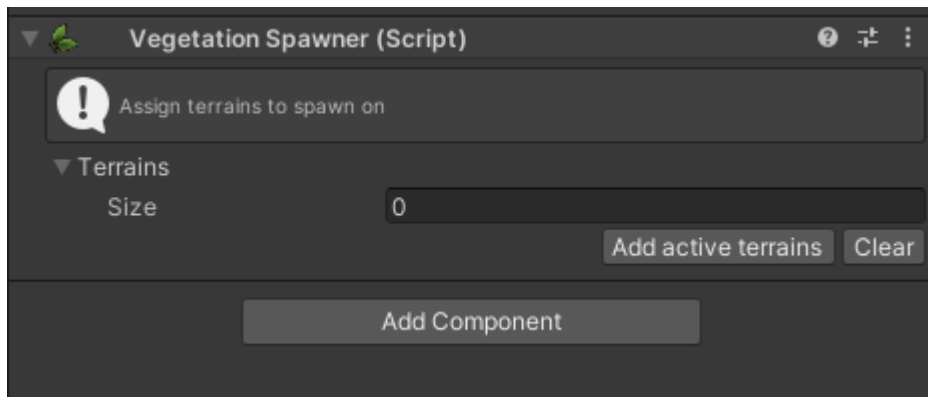 Vegetation Spawner (Script)
Assign terrains to spawn on
Terrains
Size 0
Add active terrains Clear
Add Component